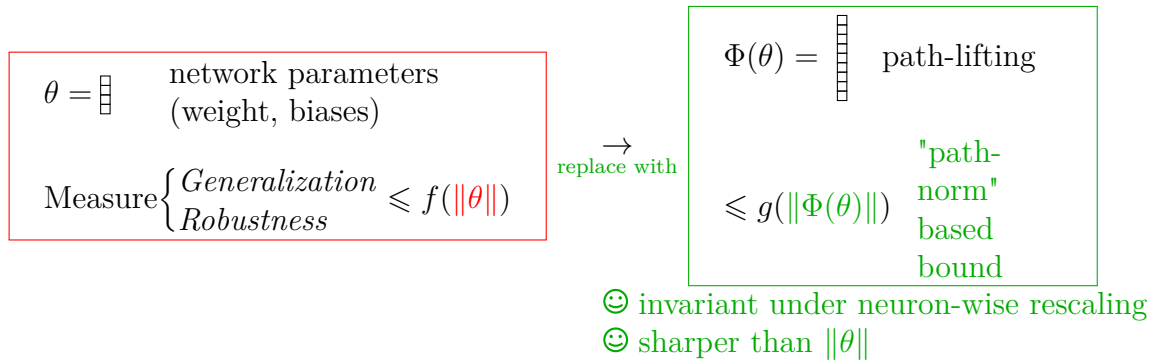 θ =
network parameters
(weight, biases)
Measure { Generalization
Robustness
⩽ f(‖θ‖)
→
replace with
Φ(θ) =
path-lifting
⩽ g(‖Φ(θ)‖)
"path-
norm"
based
bound
☺ invariant under neuron-wise rescaling
☺ sharper than ‖θ‖